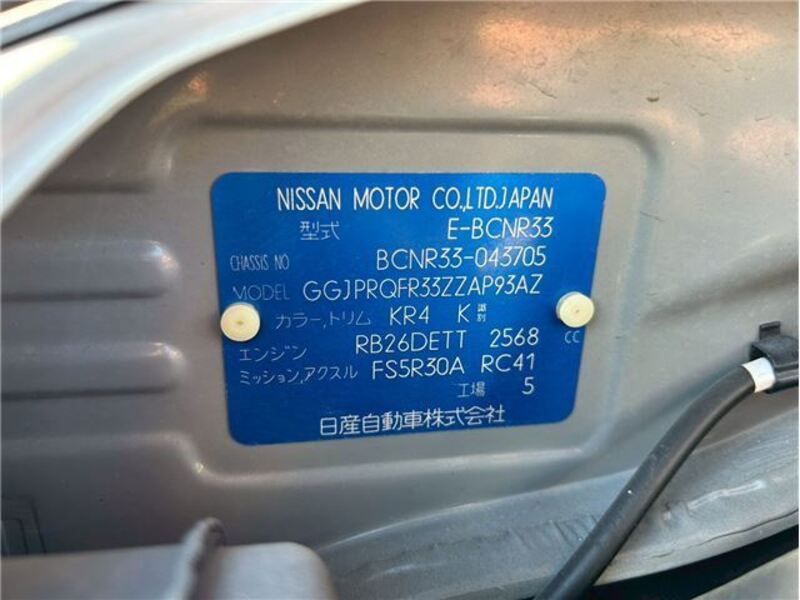 NISSAN MOTOR CO.,LTD.JAPAN
型式 E-BCNR33
CHASSIS NO BCNR33-043705
MODEL GGJPRQFR33ZZAP93AZ
カラー,トリム KR4 K 識別
エンジン RB26DETT 2568 CC
ミッション,アクスル FS5R30A RC41
工場 5
日産自動車株式会社